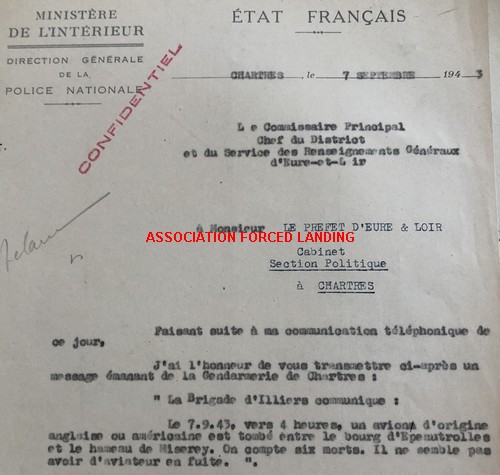 MINISTÈRE
DE L'INTÉRIEUR
DIRECTION GÉNÉRALE
DE LA
POLICE NATIONALE
CONFIDENTIEL
ÉTAT FRANÇAIS
CHARTRES, le 7 SEPTEMBRE 1943
L e Commissaire Principal
Chef du District
et du Service des Renseignements Généraux
d'Eure-et-L ir
à Monsieur LE PREFET D'EURE & LOIR
ASSOCIATION FORCED LANDING
Cabinet
Section Politique
à CHARTRES
Faisant suite à ma communication téléphonique de
ce jour,
J'ai l'honneur de vous transmettre ci-après un
message émanant de la Gendarmerie de Chartres :
" La Brigade d'Illiers communique :
Le 7.9.43, vers 4 heures, un avion d'origine
anglaise ou américaine est tombé entre le bourg d'Epeautrolles
et le hameau de Miserey. On compte six morts. Il ne semble pas
avoir d'aviateur en fuite. ".